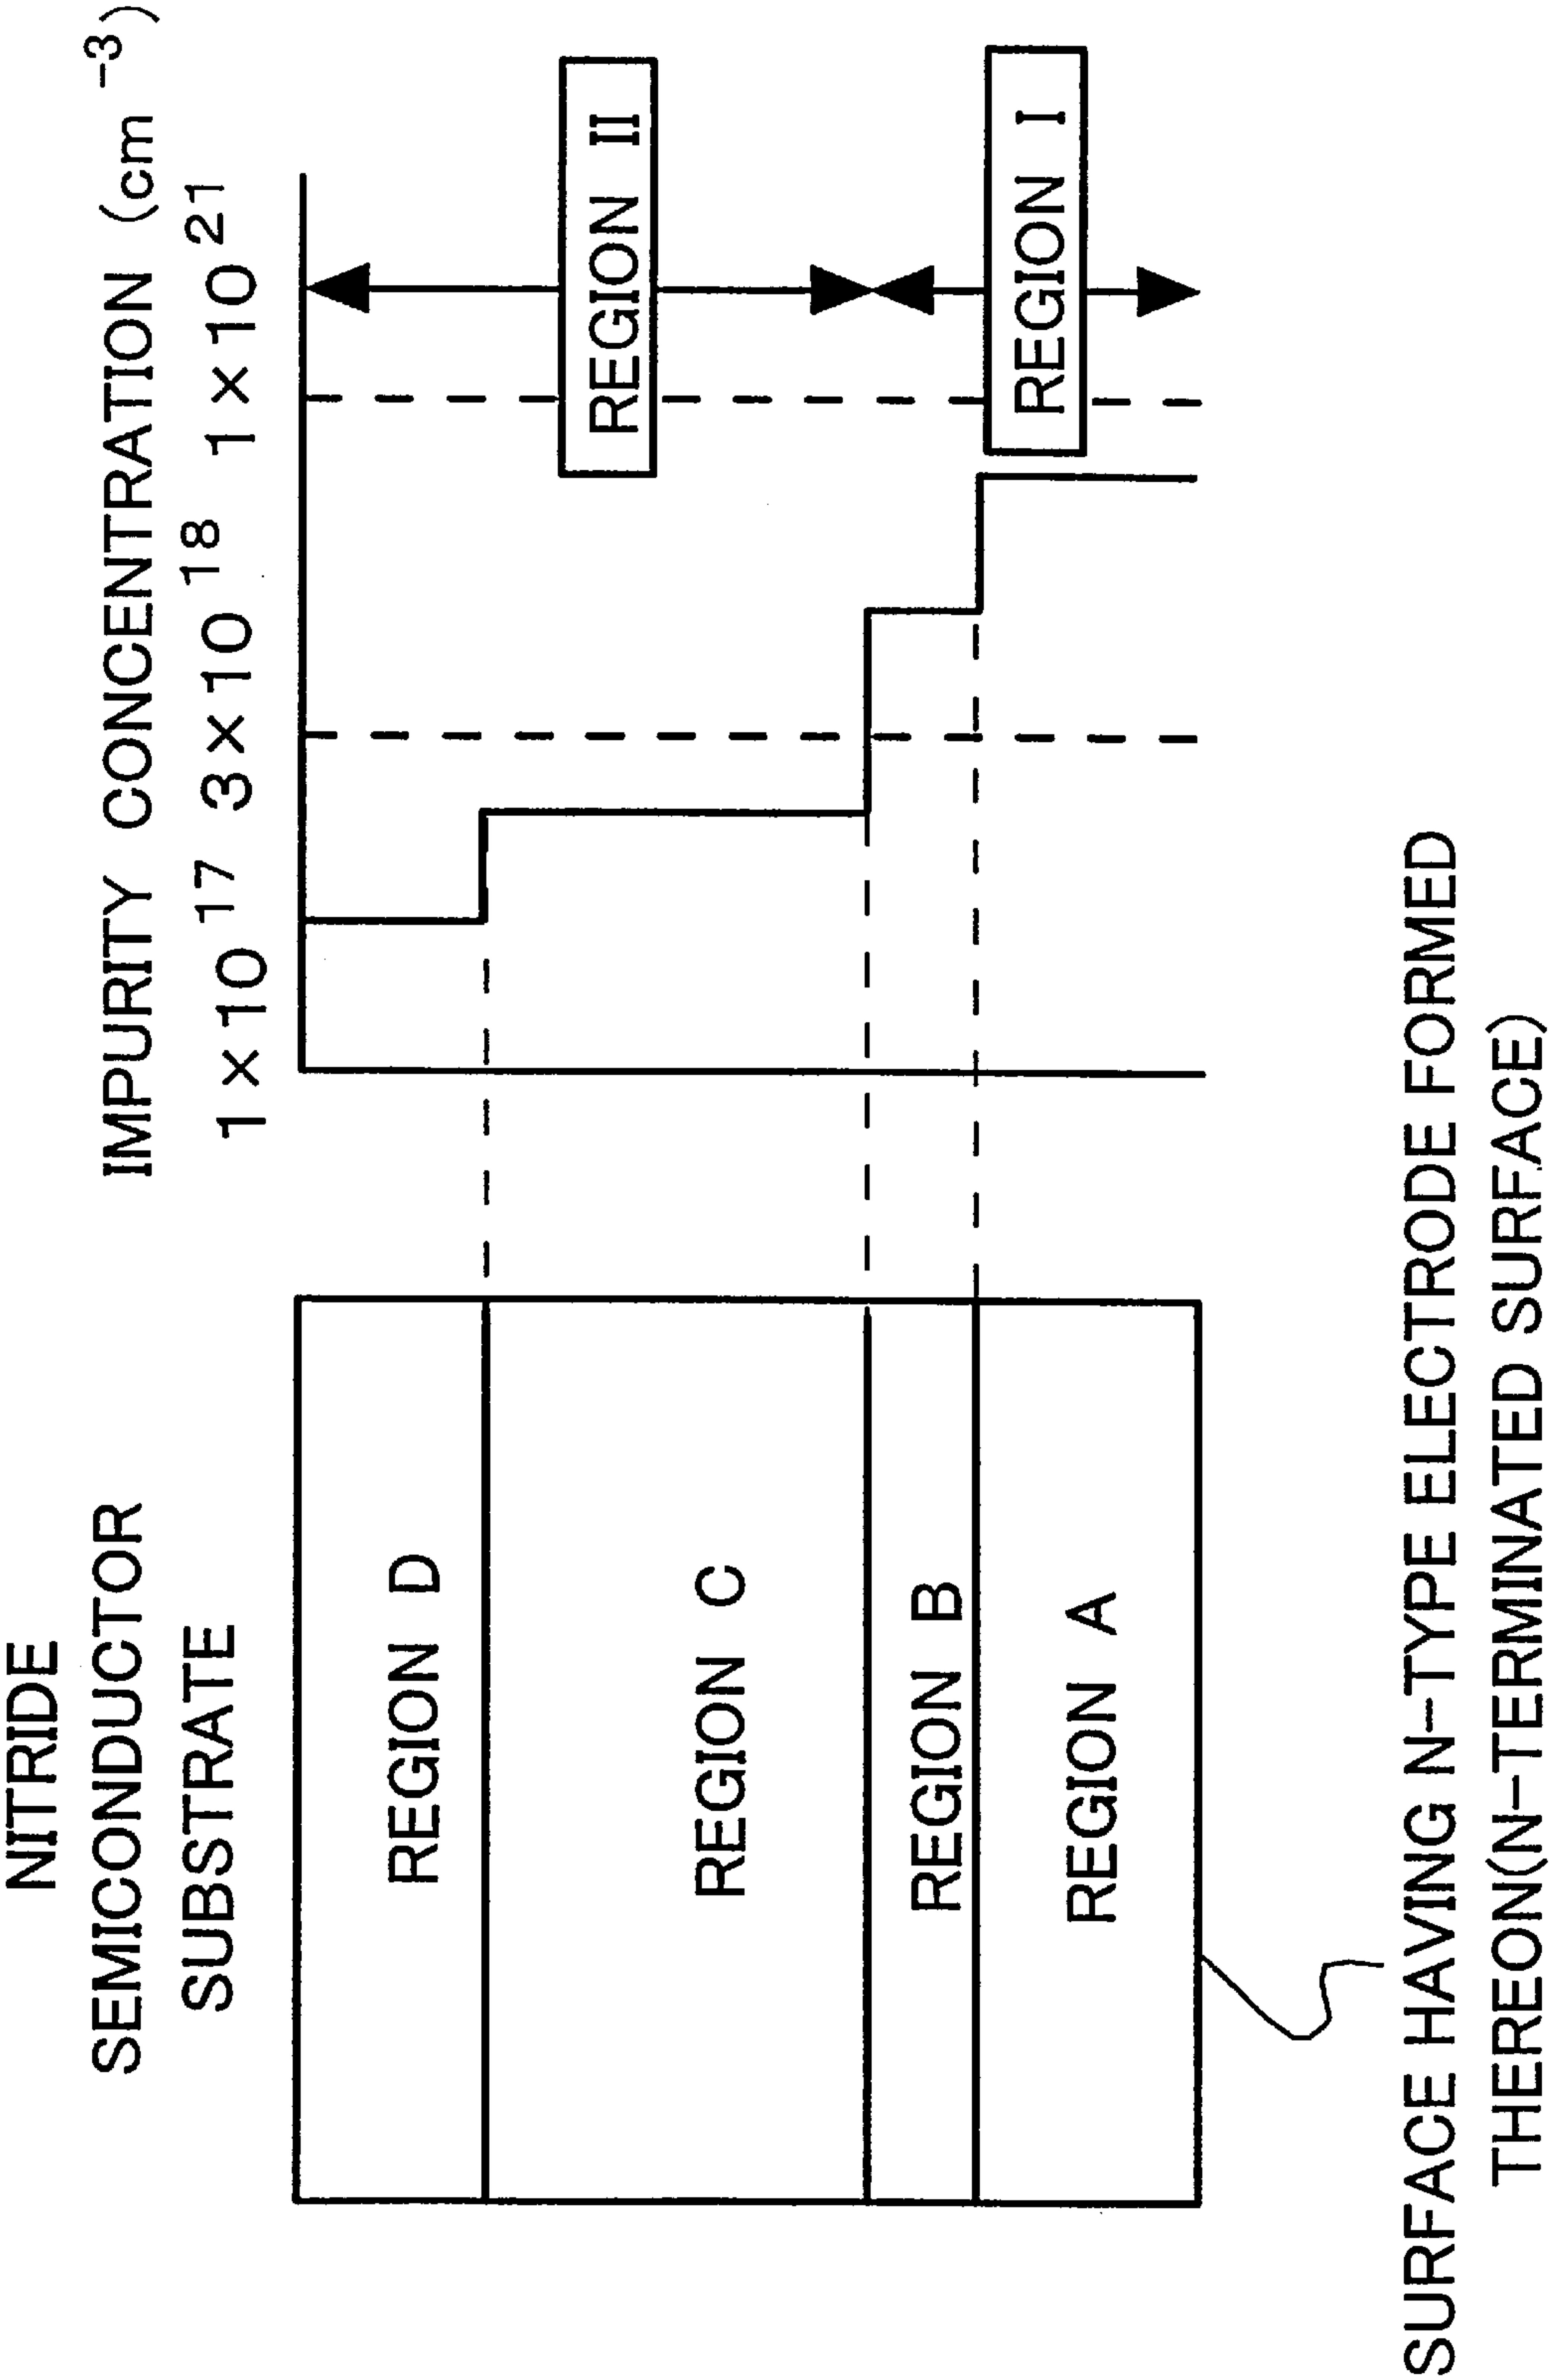 NITRIDE
SEMICONDUCTOR
SUBSTRATE
IMPURITY CONCENTRATION (cm⁻³)
1×10¹⁷ 3×10¹⁸ 1×10²¹
REGION D
REGION C
REGION B
REGION A
REGION II
REGION I
SURFACE HAVING N-TYPE ELECTRODE FORMED
THEREON(N-TERMINATED SURFACE)